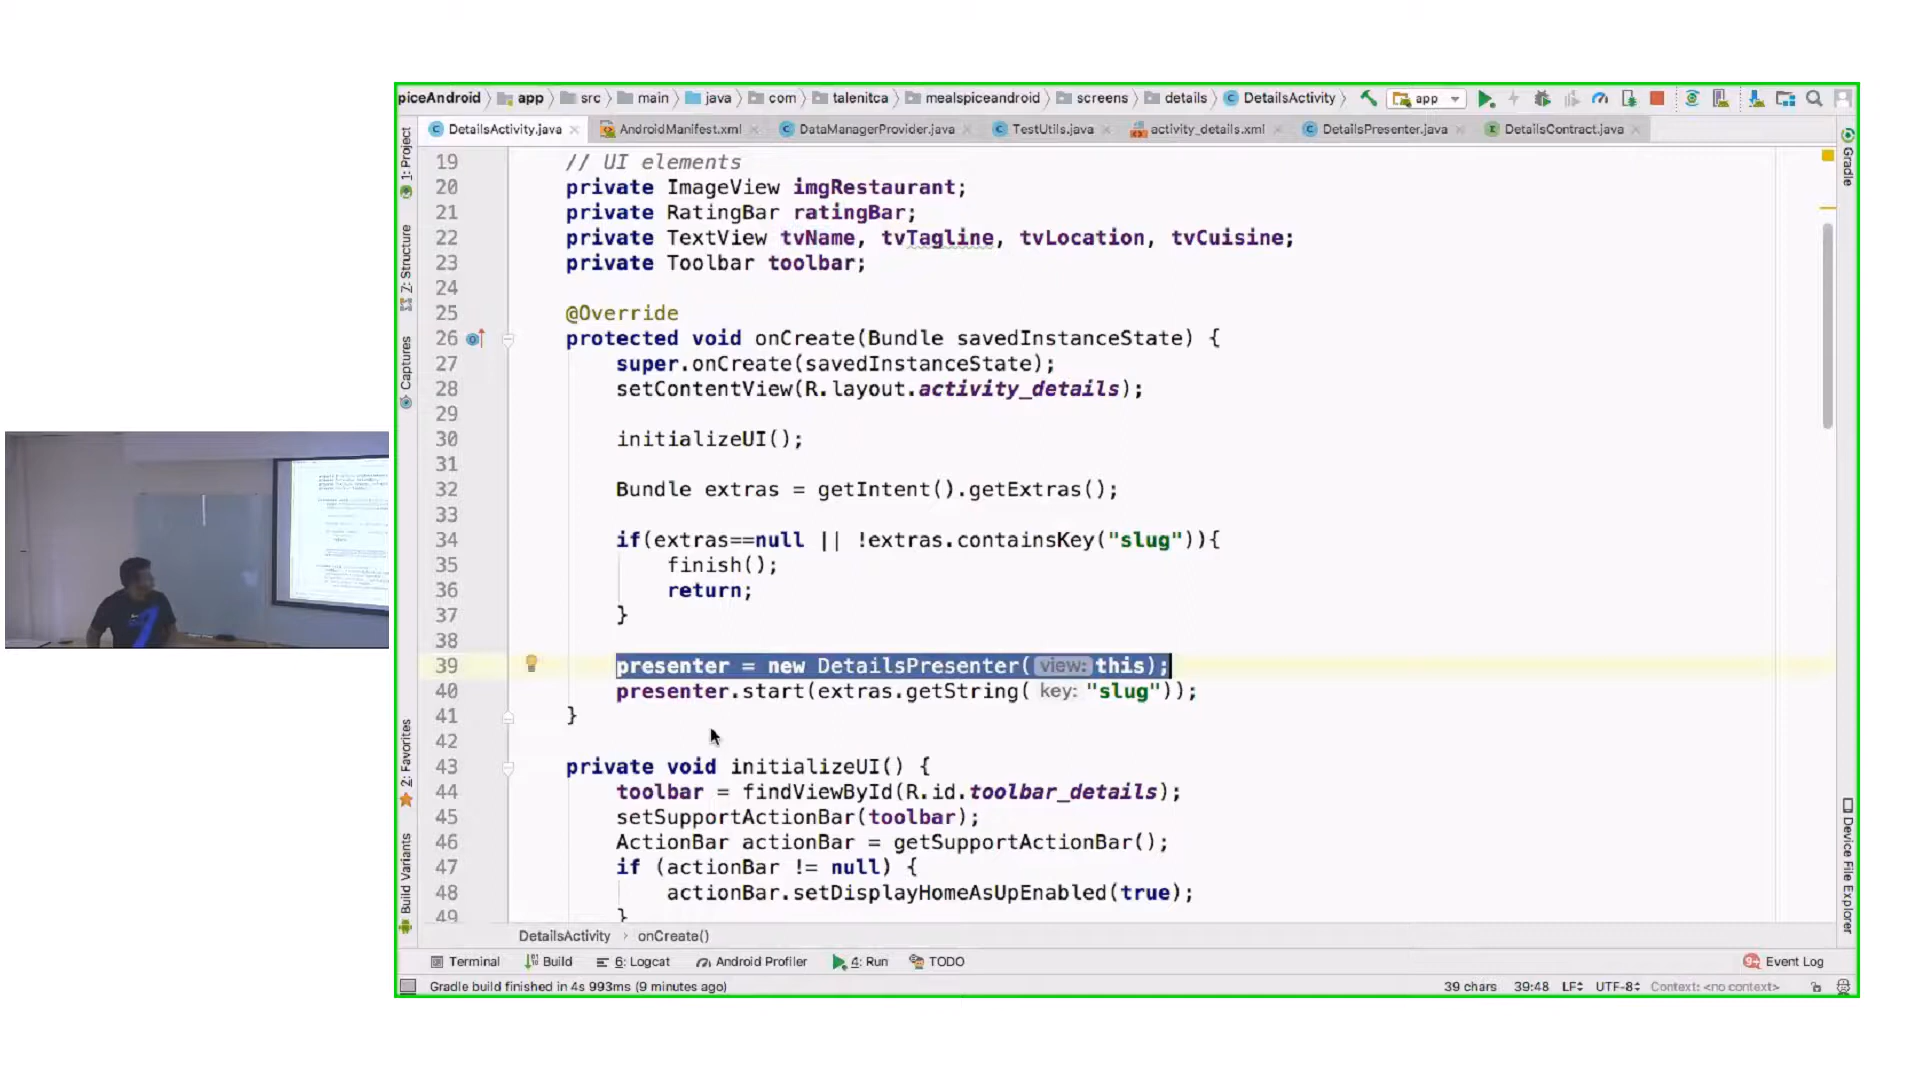 piceAndroid app src main java com talenitca mealspiceandroid screens details DetailsActivity app
DetailsActivity.java AndroidManifest.xml DataManagerProvider.java TestUtils.java activity_details.xml DetailsPresenter.java DetailsContract.java
1: Project
7: Structure
Captures
2: Favorites
Build Variants
19 // UI elements
20 private ImageView imgRestaurant;
21 private RatingBar ratingBar;
22 private TextView tvName, tvTagline, tvLocation, tvCuisine;
23 private Toolbar toolbar;
24
25 @Override
26 protected void onCreate(Bundle savedInstanceState) {
27 super.onCreate(savedInstanceState);
28 setContentView(R.layout.activity_details);
29
30 initializeUI();
31
32 Bundle extras = getIntent().getExtras();
33
34 if(extras==null || !extras.containsKey("slug")){
35 finish();
36 return;
37 }
38
39 presenter = new DetailsPresenter( view: this);
40 presenter.start(extras.getString( key: "slug"));
41 }
42
43 private void initializeUI() {
44 toolbar = findViewById(R.id.toolbar_details);
45 setSupportActionBar(toolbar);
46 ActionBar actionBar = getSupportActionBar();
47 if (actionBar != null) {
48 actionBar.setDisplayHomeAsUpEnabled(true);
49 }
Gradle
Device File Explorer
DetailsActivity › onCreate()
Terminal Build 6: Logcat Android Profiler 4: Run TODO Event Log
Gradle build finished in 4s 993ms (9 minutes ago) 39 chars 39:48 LF÷ UTF-8÷ Context: <no context>